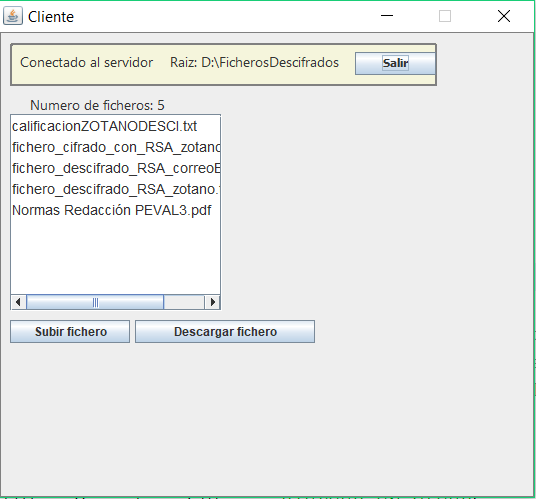 Cliente
Conectado al servidor Raiz: D:\FicherosDescifrados Salir
Numero de ficheros: 5
calificacionZOTANODESCI.txt
fichero_cifrado_con_RSA_zotano
fichero_descifrado_RSA_correoE
fichero_descifrado_RSA_zotano.
Normas Redacción PEVAL3.pdf
Subir fichero Descargar fichero